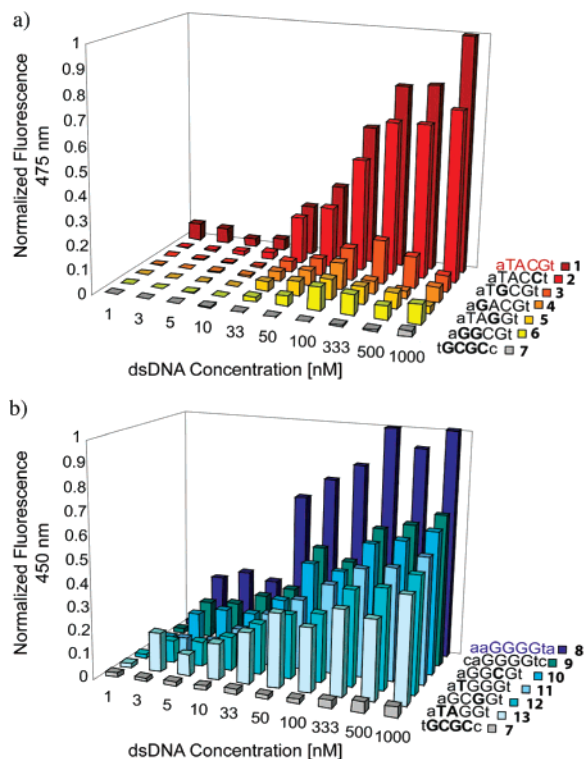 a)
1
0.9
0.8
0.7
0.6
0.5
0.4
0.3
0.2
0.1
0
Normalized Fluorescence
475 nm
1 3 5 10 33 50 100 333 500 1000
dsDNA Concentration [nM]
aTACGt 1
aTACCt 2
aTGCGt 3
aGACGt 4
aTAGGt 5
aGGCGt 6
tGCGCc 7
b)
1
0.9
0.8
0.7
0.6
0.5
0.4
0.3
0.2
0.1
0
Normalized Fluorescence
450 nm
1 3 5 10 33 50 100 333 500 1000
dsDNA Concentration [nM]
aaGGGGta 8
caGGGGtc 9
aGGCGt 10
aTGGGt 11
aGCGGt 12
aTAGGt 13
tGCGCc 7